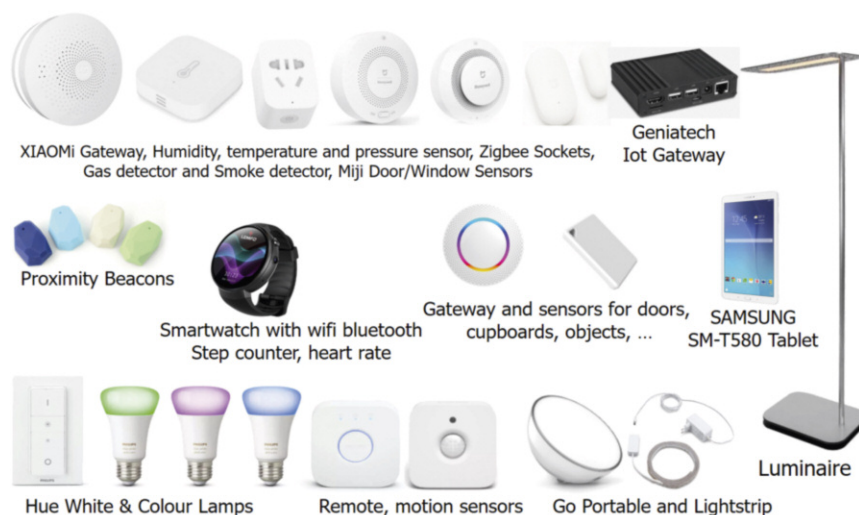 XIAOMi Gateway, Humidity, temperature and pressure sensor, Zigbee Sockets,
Gas detector and Smoke detector, Miji Door/Window Sensors
Geniatech
Iot Gateway
Proximity Beacons
Smartwatch with wifi bluetooth
Step counter, heart rate
Gateway and sensors for doors,
cupboards, objects, ...
SAMSUNG
SM-T580 Tablet
Hue White & Colour Lamps
Remote, motion sensors
Go Portable and Lightstrip
Luminaire